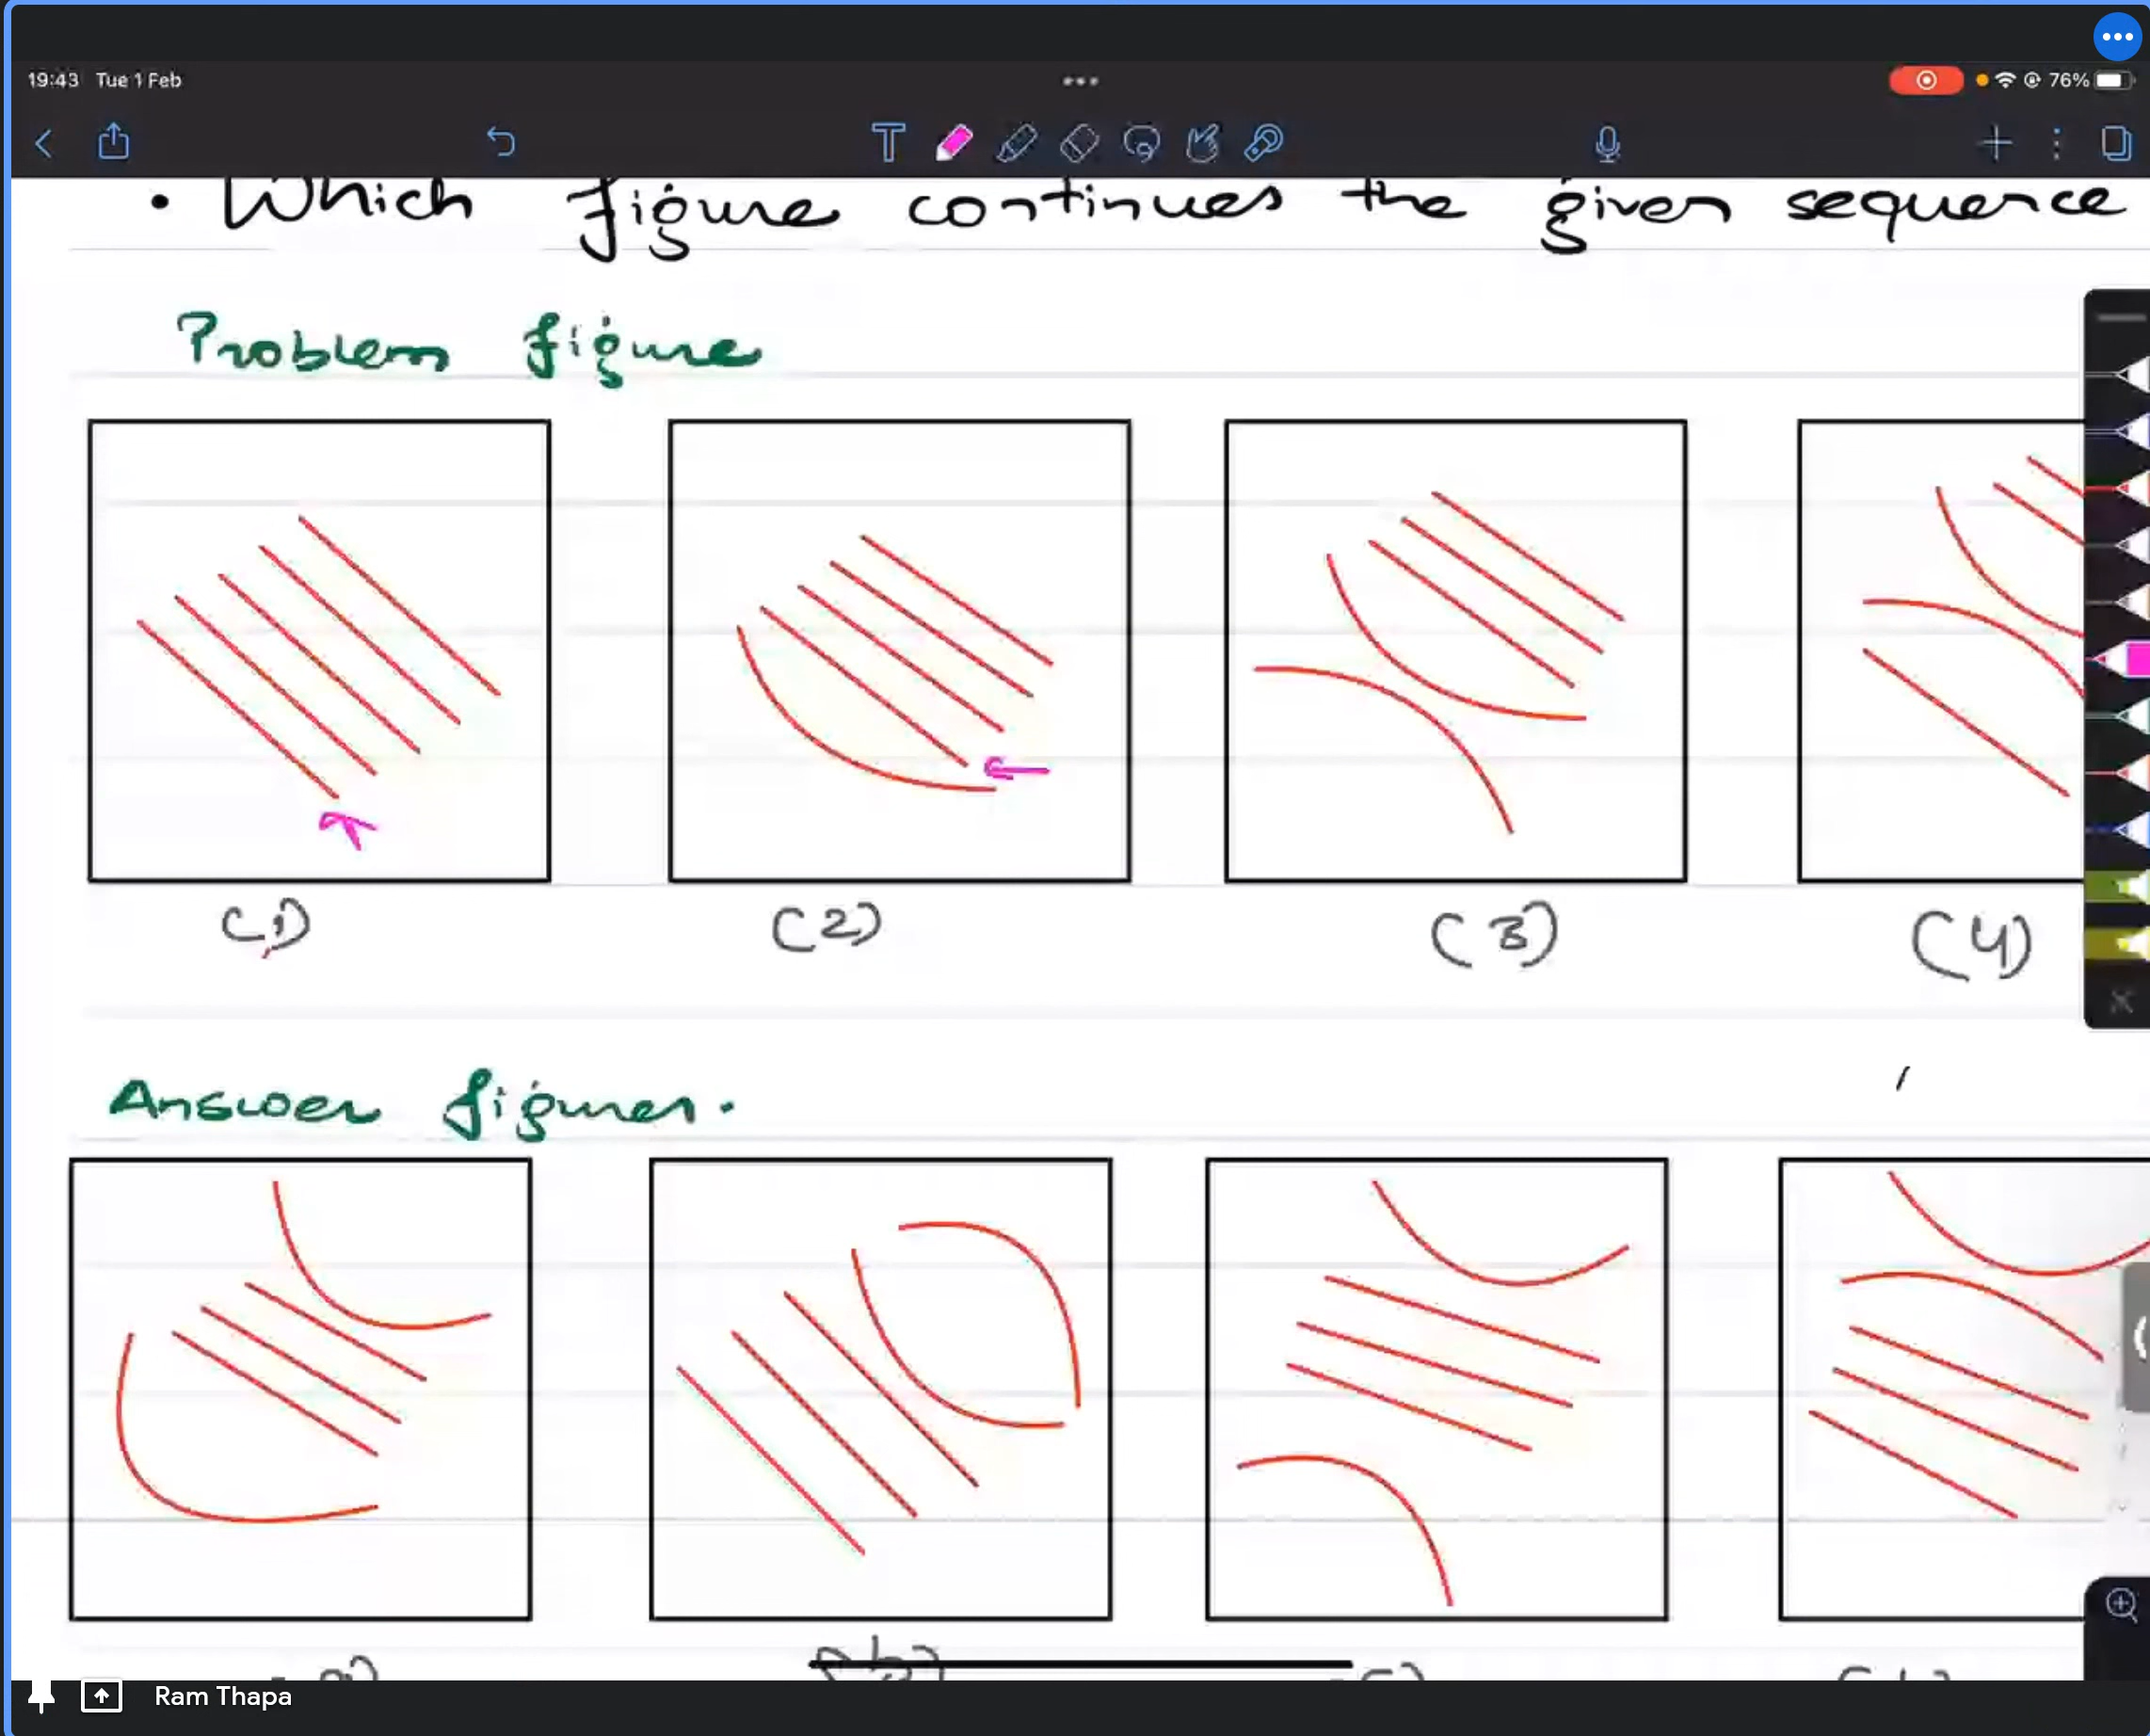 19:43 Tue 1 Feb
76%
• Which figure continues the given sequence
Problem figure
(1)
(2)
(3)
(4)
Answer figures.
(b)
Ram Thapa